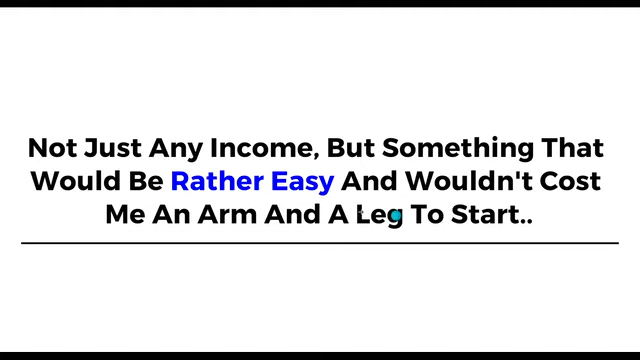 Not Just Any Income, But Something That
Would Be Rather Easy And Wouldn't Cost
Me An Arm And A Leg To Start..